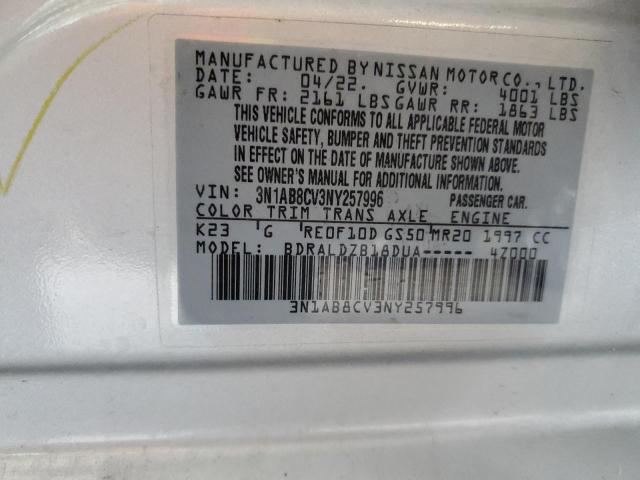 MANUFACTURED BY NISSAN MOTOR CO., LTD.
DATE: 04/22. GVWR: 4001 LBS
GAWR FR: 2161 LBS GAWR RR: 1863 LBS
THIS VEHICLE CONFORMS TO ALL APPLICABLE FEDERAL MOTOR
VEHICLE SAFETY, BUMPER AND THEFT PREVENTION STANDARDS
IN EFFECT ON THE DATE OF MANUFACTURE SHOWN ABOVE.
SEE OWNER'S MANUAL FOR ADDITIONAL INFORMATION.
VIN: 3N1AB8CV3NY257996 PASSENGER CAR.
COLOR TRIM TRANS AXLE ENGINE
K23 G RE0F10D GS50 MR20 1997 CC
MODEL: BDRALDZB18DUA----- 4Z000
3N1AB8CV3NY257996